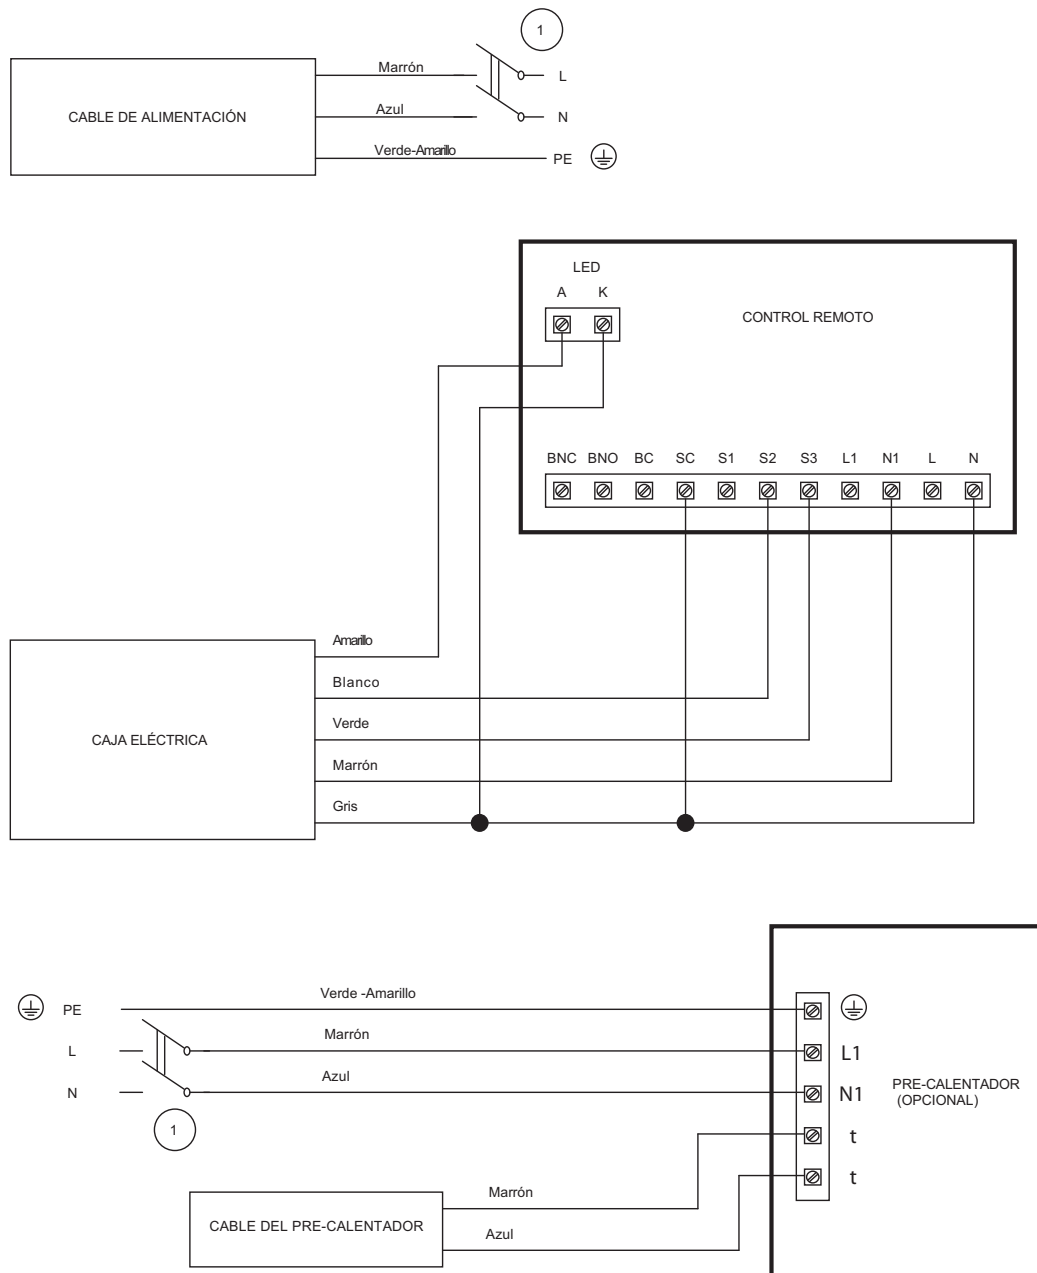 1
Marrón
L
CABLE DE ALIMENTACIÓN
Azul
N
Verde-Amarillo
PE
LED
A K
CONTROL REMOTO
BNC BNO BC SC S1 S2 S3 L1 N1 L N
Amarillo
Blanco
Verde
CAJA ELÉCTRICA
Marrón
Gris
Verde -Amarillo
PE
Marrón
L
L1
Azul
N
N1
PRE-CALENTADOR
(OPCIONAL)
1
t
t
Marrón
CABLE DEL PRE-CALENTADOR
Azul